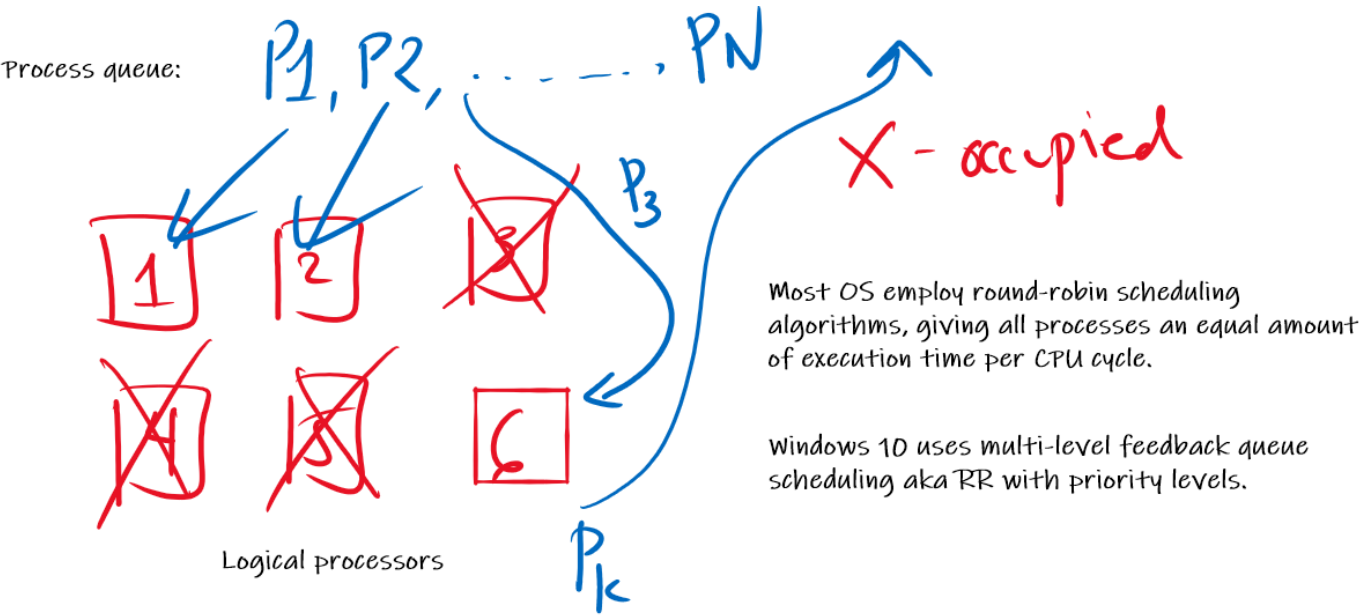 Process queue:
P1, P2, ......., PN
X - occupied
P3
1
2
3
4
5
6
Most OS employ round-robin scheduling
algorithms, giving all processes an equal amount
of execution time per CPU cycle.
Windows 10 uses multi-level feedback queue
scheduling aka RR with priority levels.
Logical processors
Pk